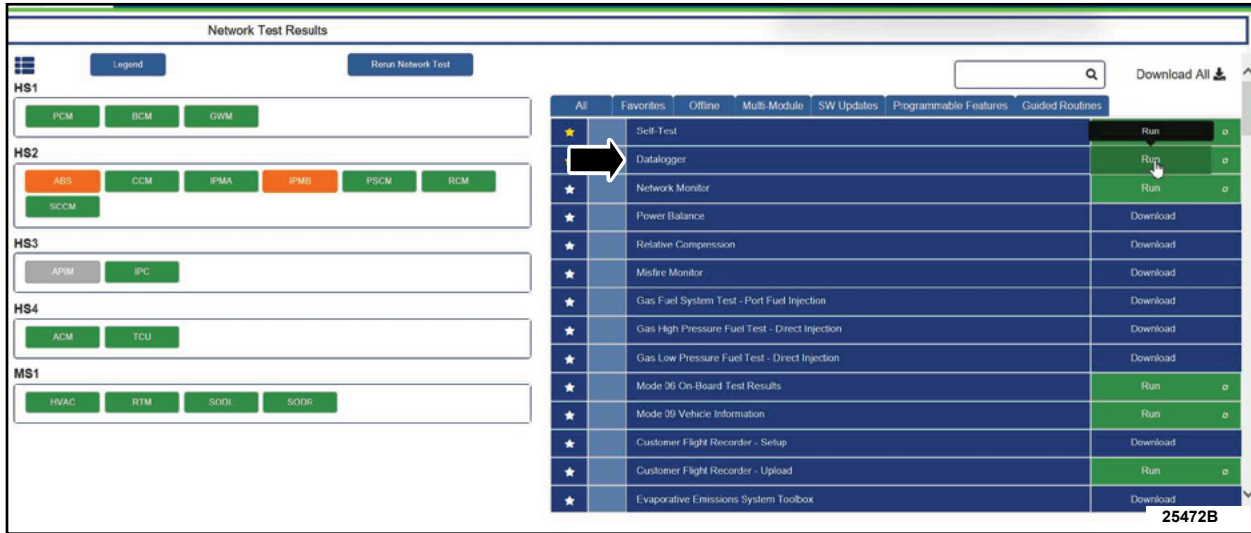 Network Test Results
Legend
Rerun Network Test
Download All
HS1
PCM BCM GWM
HS2
ABS CCM IPMA IPMB PSCM RCM
SCCM
HS3
APIM IPC
HS4
ACM TCU
MS1
HVAC RTM SODL SODR
All Favorites Offline Multi-Module SW Updates Programmable Features Guided Routines
Self-Test Run
Datalogger Run
Network Monitor Run
Power Balance Download
Relative Compression Download
Misfire Monitor Download
Gas Fuel System Test - Port Fuel Injection Download
Gas High Pressure Fuel Test - Direct Injection Download
Gas Low Pressure Fuel Test - Direct Injection Download
Mode 06 On-Board Test Results Run
Mode 09 Vehicle Information Run
Customer Flight Recorder - Setup Download
Customer Flight Recorder - Upload Run
Evaporative Emissions System Toolbox Download
25472B